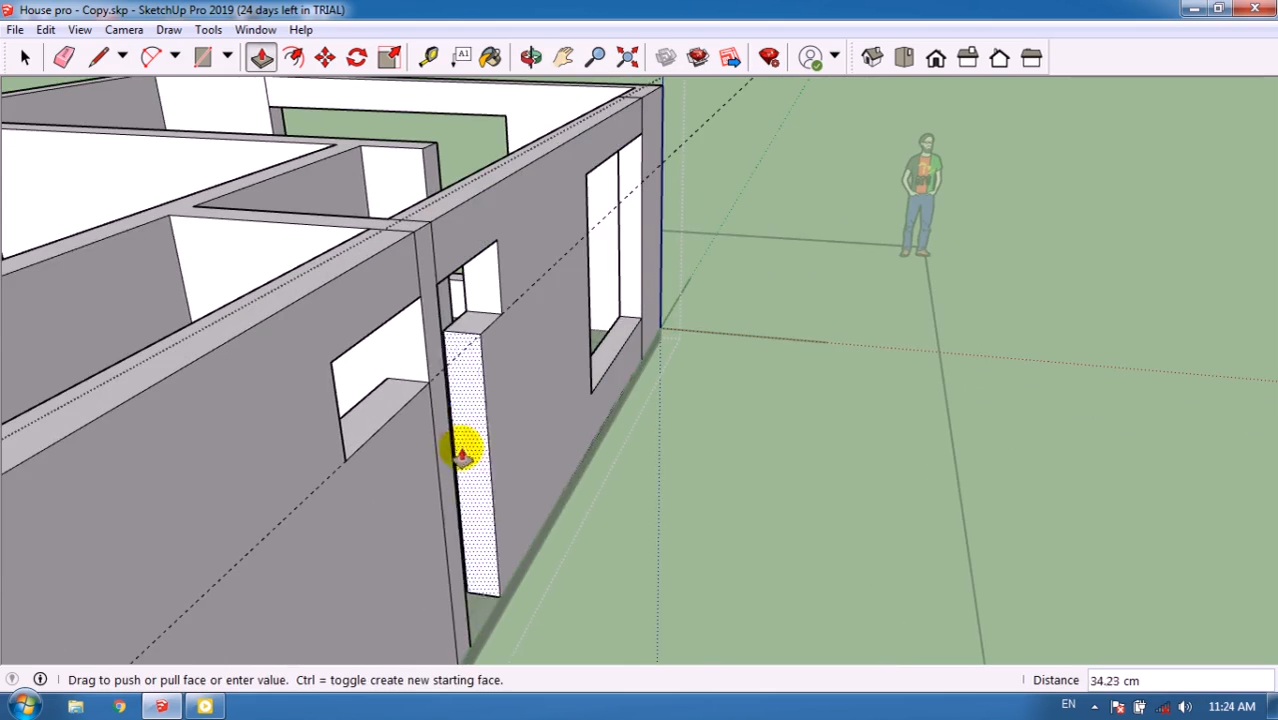 House pro - Copy.skp - SketchUp Pro 2019 (24 days left in TRIAL)
File Edit View Camera Draw Tools Window Help
A1
Drag to push or pull face or enter value. Ctrl = toggle create new starting face.
Distance 34.23 cm
EN 11:24 AM